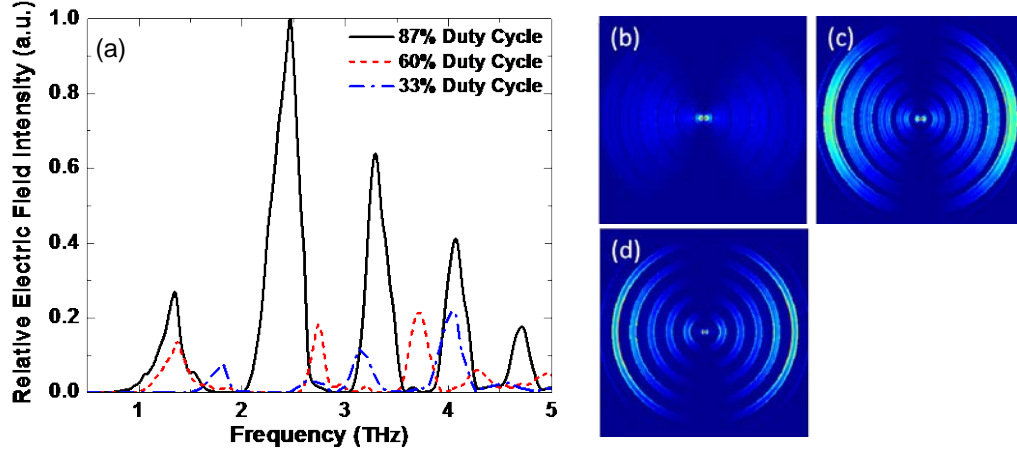 (a)
87% Duty Cycle
60% Duty Cycle
33% Duty Cycle
Relative Electric Field Intensity (a.u.)
1.0
0.8
0.6
0.4
0.2
0.0
1 2 3 4 5
Frequency (THz)
(b)
(c)
(d)